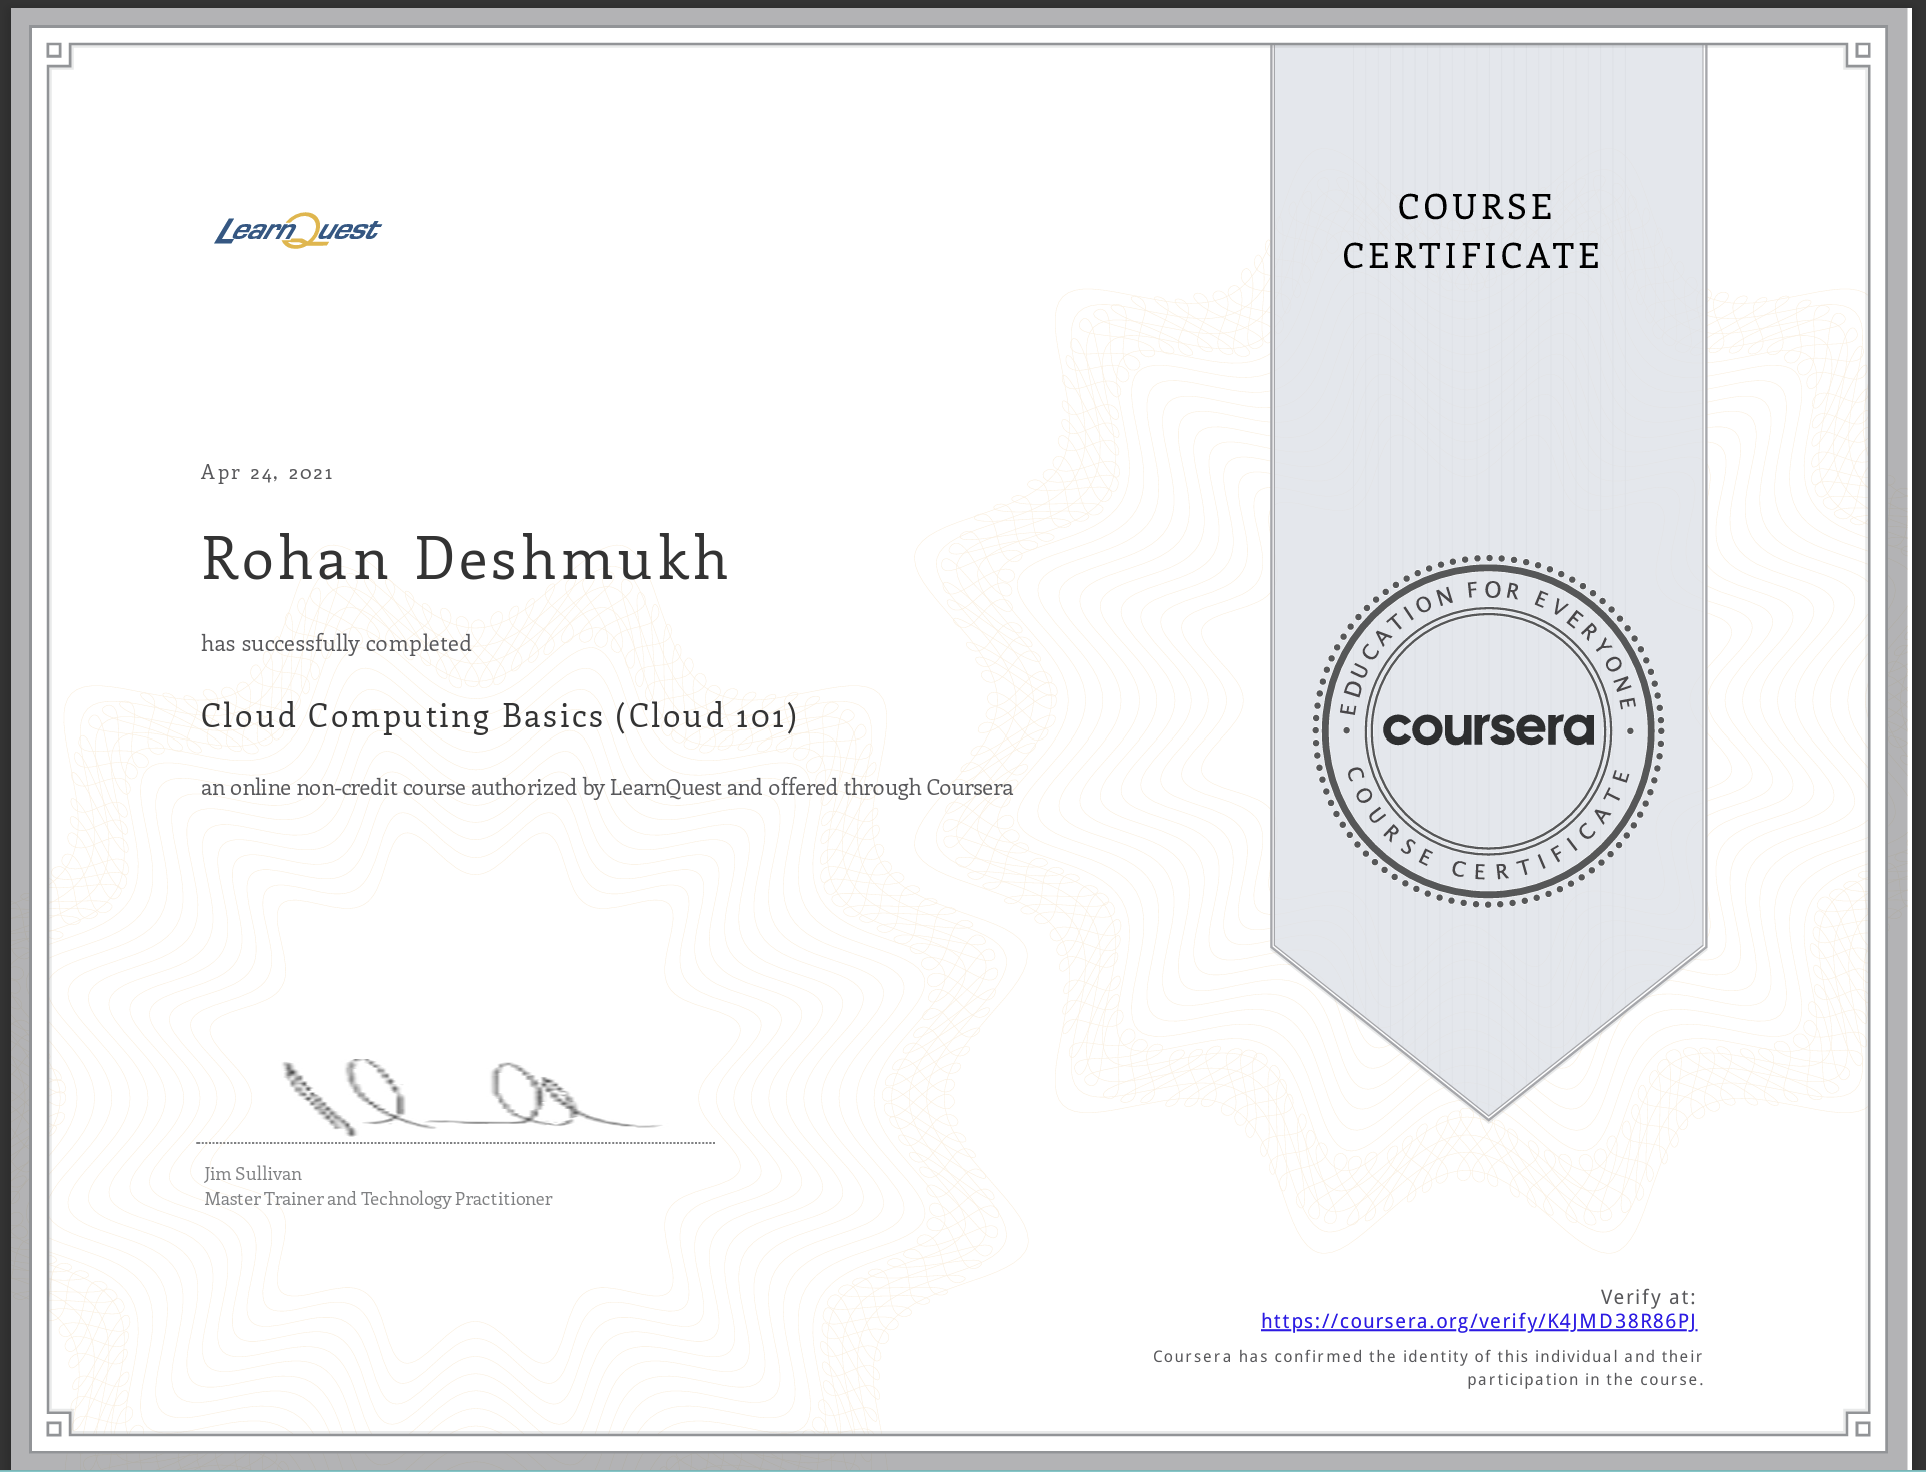 LearnQuest
COURSE
CERTIFICATE
Apr 24, 2021
Rohan Deshmukh
has successfully completed
Cloud Computing Basics (Cloud 101)
an online non-credit course authorized by LearnQuest and offered through Coursera
EDUCATION FOR EVERYONE
coursera
COURSE CERTIFICATE
Jim Sullivan
Master Trainer and Technology Practitioner
Verify at:
https://coursera.org/verify/K4JMD38R86PJ
Coursera has confirmed the identity of this individual and their
participation in the course.